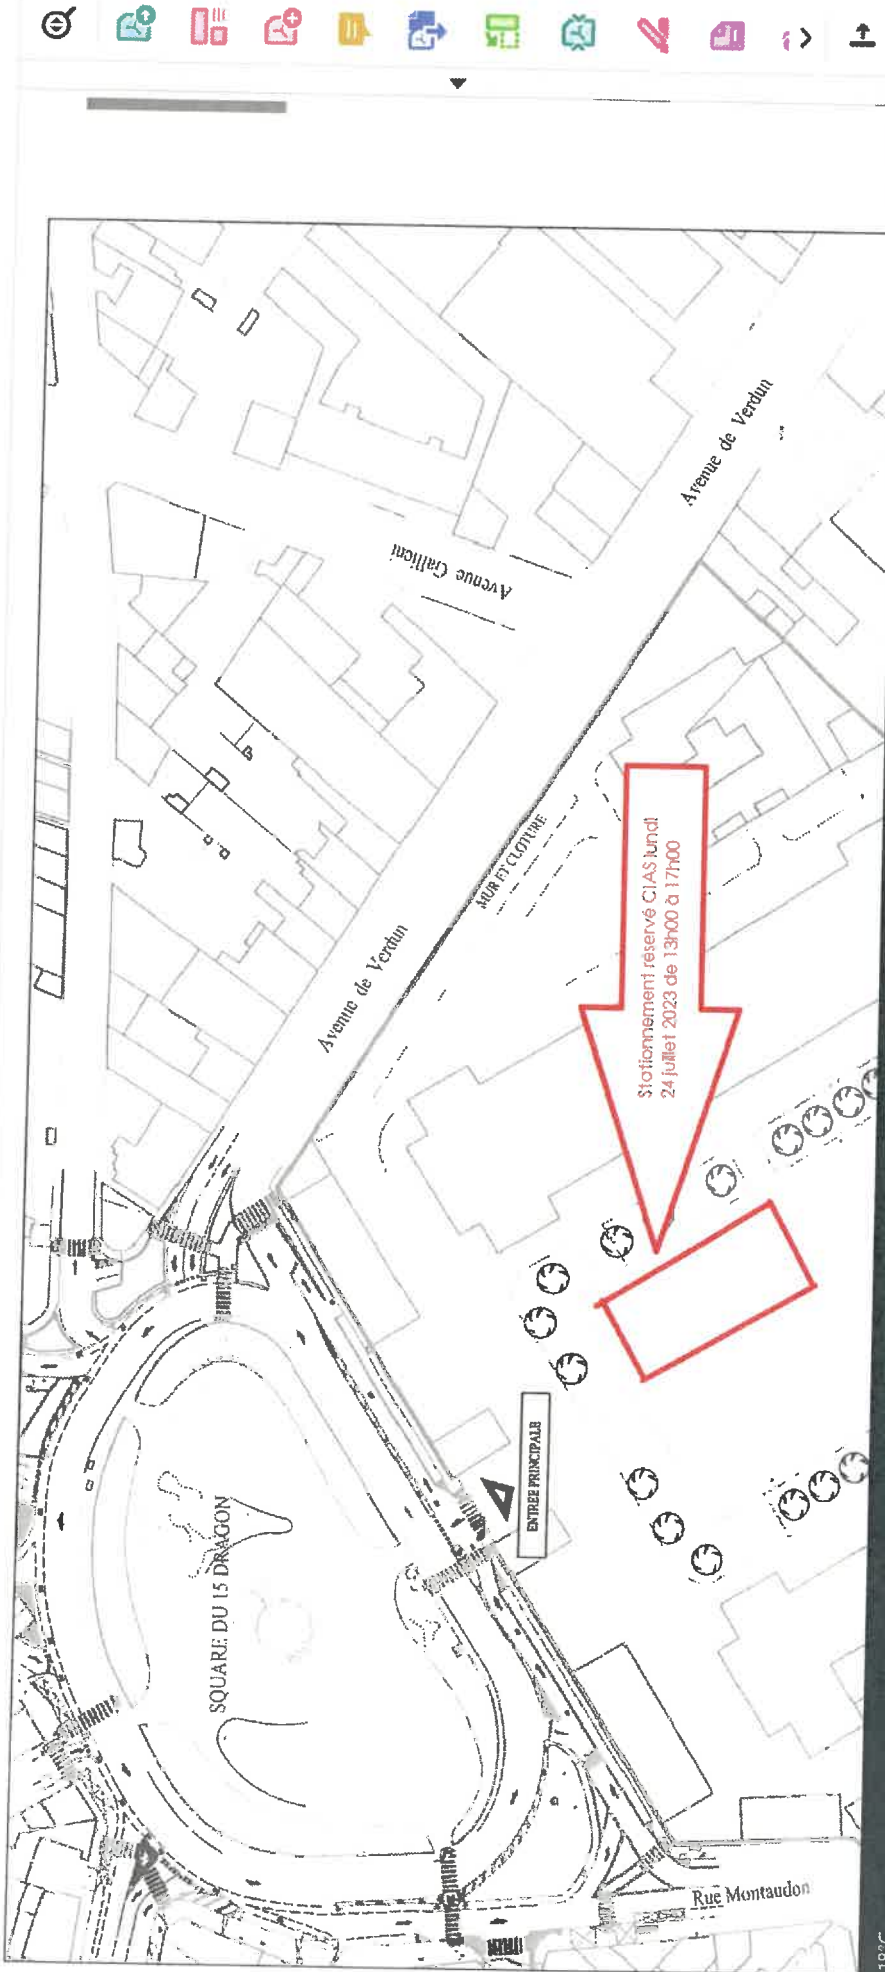 Avenue Gallieni
Avenue de Verdun
Avenue de Verdun
MUR ET CLOTURE
Stationnement réservé CIAS lundi
24 juillet 2023 de 13h00 à 17h00
SQUARE DU 15 DRAGON
ENTREE PRINCIPALE
Rue Montaudon